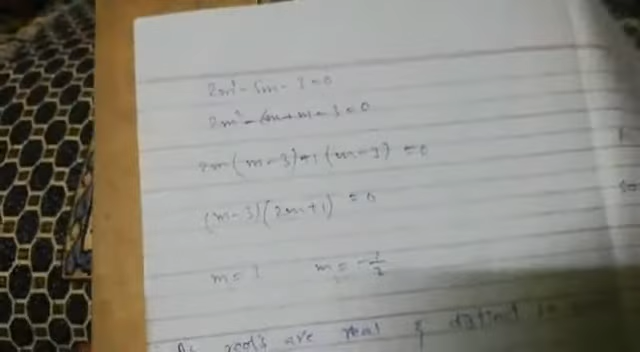 2m² - 5m - 3 = 0
2m² - 6m + m - 3 = 0
2m (m - 3) + 1 (m - 3) = 0
(m - 3) (2m + 1) = 0
m = 3 m = -1/2
roots are real & distinct